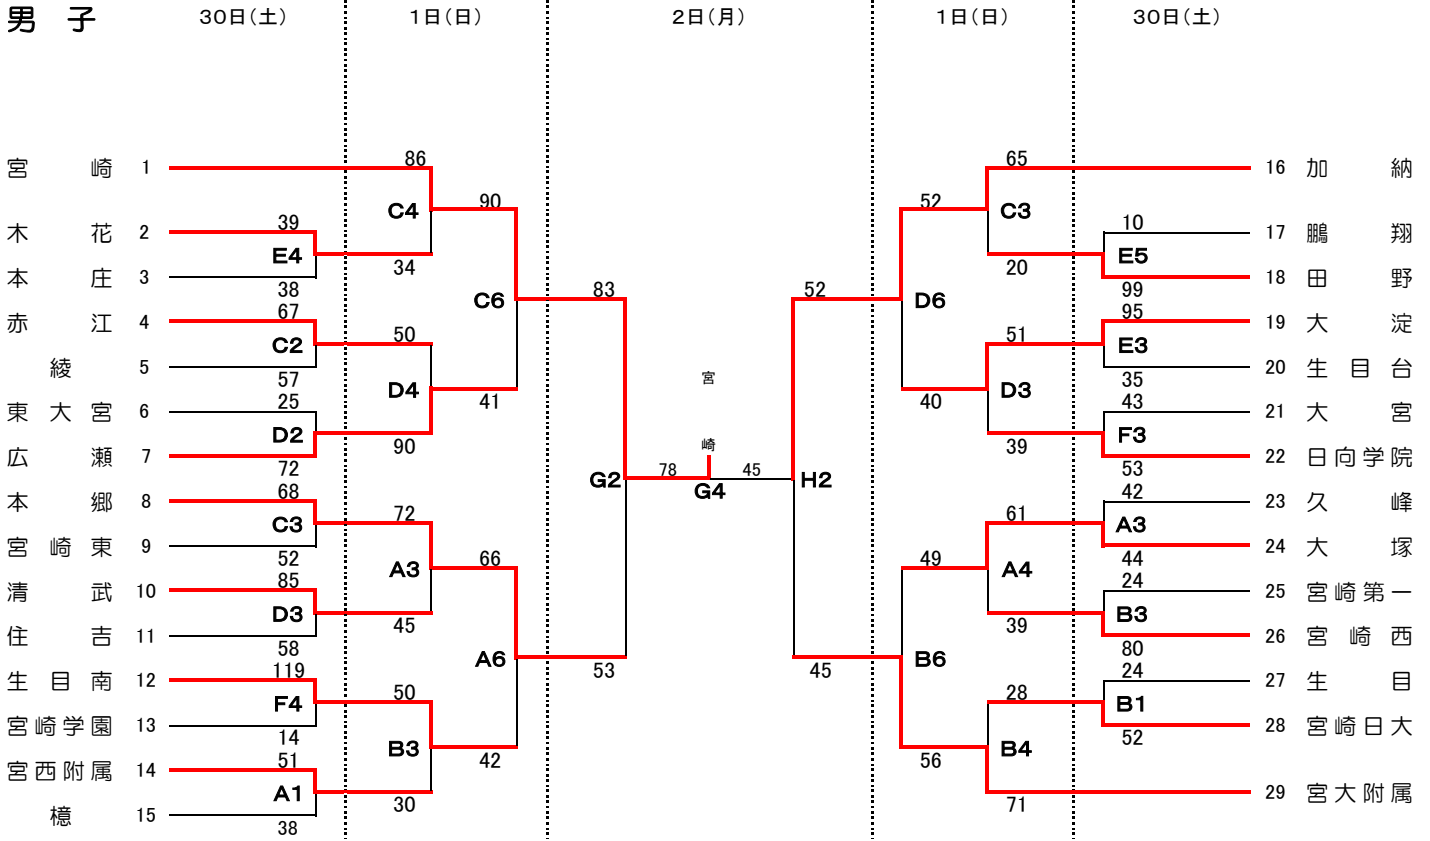 男 子
30日(土) 1日(日) 2日(月) 1日(日) 30日(土)
86 65
宮 崎 1 16 加 納
90 52
C4 C3
39 10
木 花 2 17 鵬 翔
E4 E5
34 20
本 庄 3 18 田 野
38 99
83 52
C6 D6
67 95
赤 江 4 19 大 淀
50 51
C2 E3
綾 5 20 生 目 台
57 35
宮
D4 D3
25 41 40 43
東 大 宮 6 21 大 宮
D2 F3
90 39
崎
広 瀬 7 22 日 向 学 院
72 78 45 53
G2 H2
68 G4 42
本 郷 8 23 久 峰
72 61
C3 A3
宮 崎 東 9 24 大 塚
52 66 49 44
A3 A4
85 24
清 武 10 25 宮 崎 第 一
D3 B3
45 39
住 吉 11 26 宮 崎 西
58 80
A6 B6
119 53 45 24
生 目 南 12 27 生 目
50 28
F4 B1
宮 崎 学 園 13 28 宮 崎 日 大
14 52
B3 B4
51 42 56
宮 西 附 属 14
A1 29 宮 大 附 属
30 71
檍 15
38